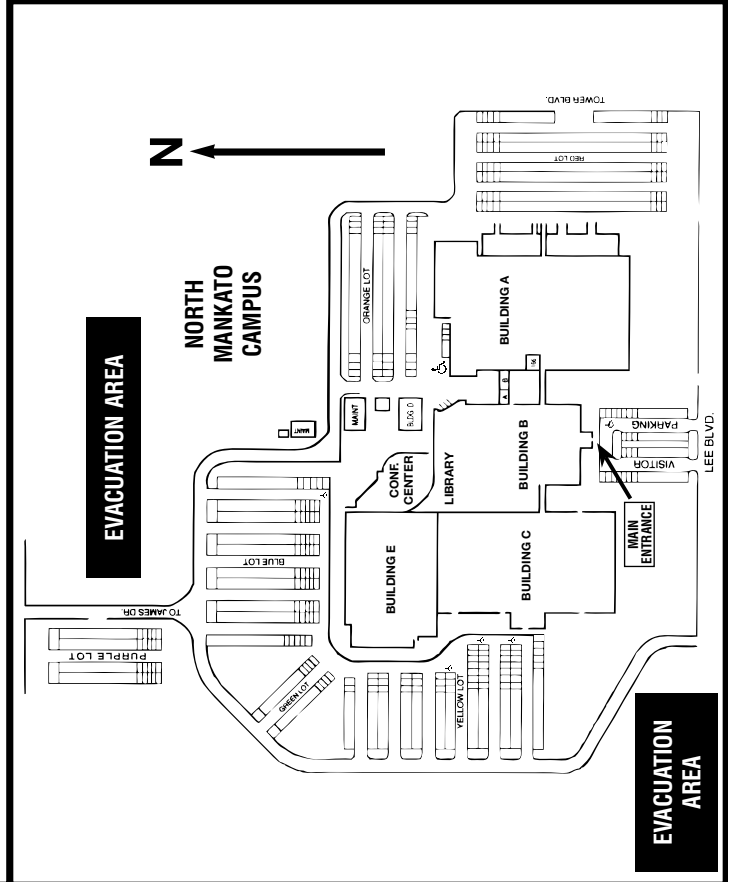 TOWER BLVD.
RED LOT
N
NORTH
MANKATO
CAMPUS
EVACUATION AREA
ORANGE LOT
BUILDING A
A
B
MAINT
MAINT
BLDG D
CONF.
CENTER
LIBRARY
BUILDING B
VISITOR
PARKING
LEE BLVD.
MAIN
ENTRANCE
BLUE LOT
BUILDING E
BUILDING C
TO JAMES DR.
PURPLE LOT
GREEN LOT
YELLOW LOT
EVACUATION
AREA